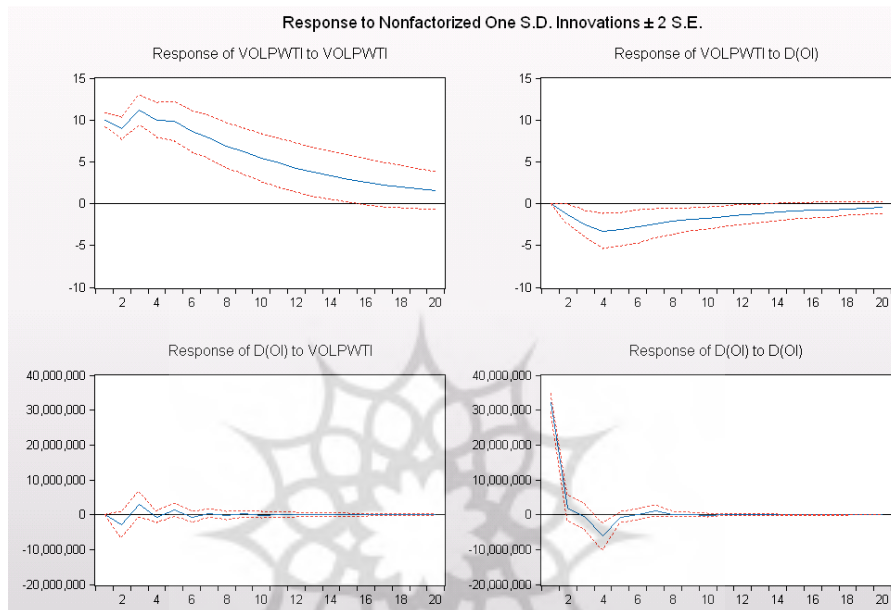 Response to Nonfactorized One S.D. Innovations ± 2 S.E.
Response of VOLPWTI to VOLPWTI
15
10
5
0
-5
-10
2 4 6 8 10 12 14 16 18 20
Response of VOLPWTI to D(OI)
15
10
5
0
-5
-10
2 4 6 8 10 12 14 16 18 20
Response of D(OI) to VOLPWTI
40,000,000
30,000,000
20,000,000
10,000,000
0
-10,000,000
-20,000,000
2 4 6 8 10 12 14 16 18 20
Response of D(OI) to D(OI)
40,000,000
30,000,000
20,000,000
10,000,000
0
-10,000,000
-20,000,000
2 4 6 8 10 12 14 16 18 20